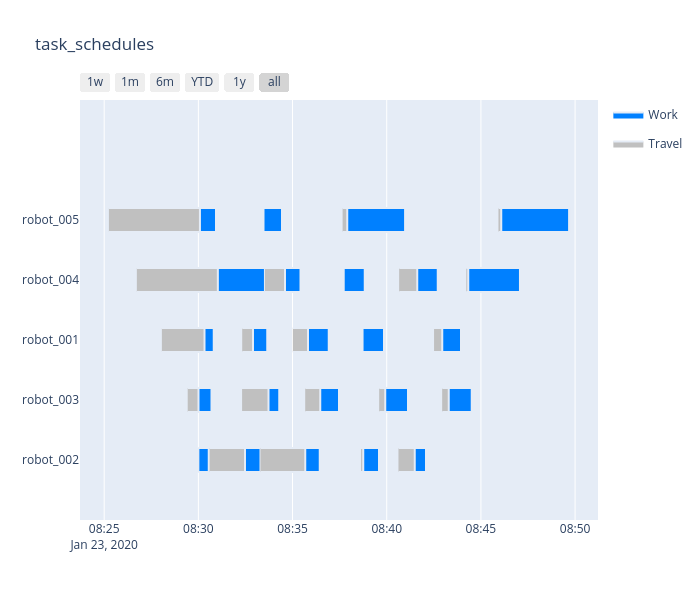 task_schedules
1w 1m 6m YTD 1y all
Work
Travel
robot_005
robot_004
robot_001
robot_003
robot_002
08:25 08:30 08:35 08:40 08:45 08:50
Jan 23, 2020